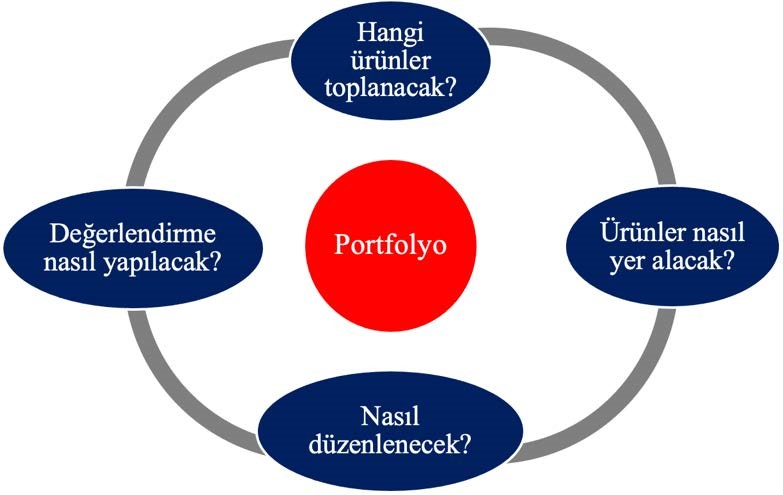 Hangi
ürünler
toplanacak?
Değerlendirme
nasıl yapılacak?
Portfolyo
Ürünler nasıl
yer alacak?
Nasıl
düzenlenecek?